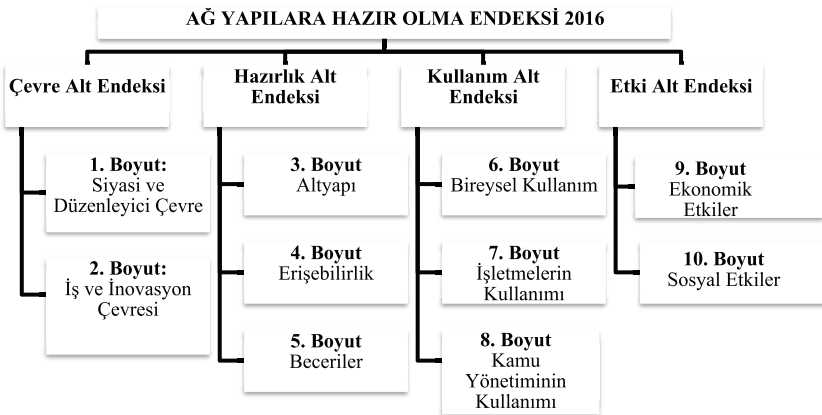 AĞ YAPILARA HAZIR OLMA ENDEKSİ 2016
Çevre Alt Endeksi
1. Boyut:
Siyasi ve
Düzenleyici Çevre
2. Boyut:
İş ve İnovasyon
Çevresi
Hazırlık Alt
Endeksi
3. Boyut
Altyapı
4. Boyut
Erişebilirlik
5. Boyut
Beceriler
Kullanım Alt
Endeksi
6. Boyut
Bireysel Kullanım
7. Boyut
İşletmelerin
Kullanımı
8. Boyut
Kamu
Yönetiminin
Kullanımı
Etki Alt Endeksi
9. Boyut
Ekonomik
Etkiler
10. Boyut
Sosyal Etkiler